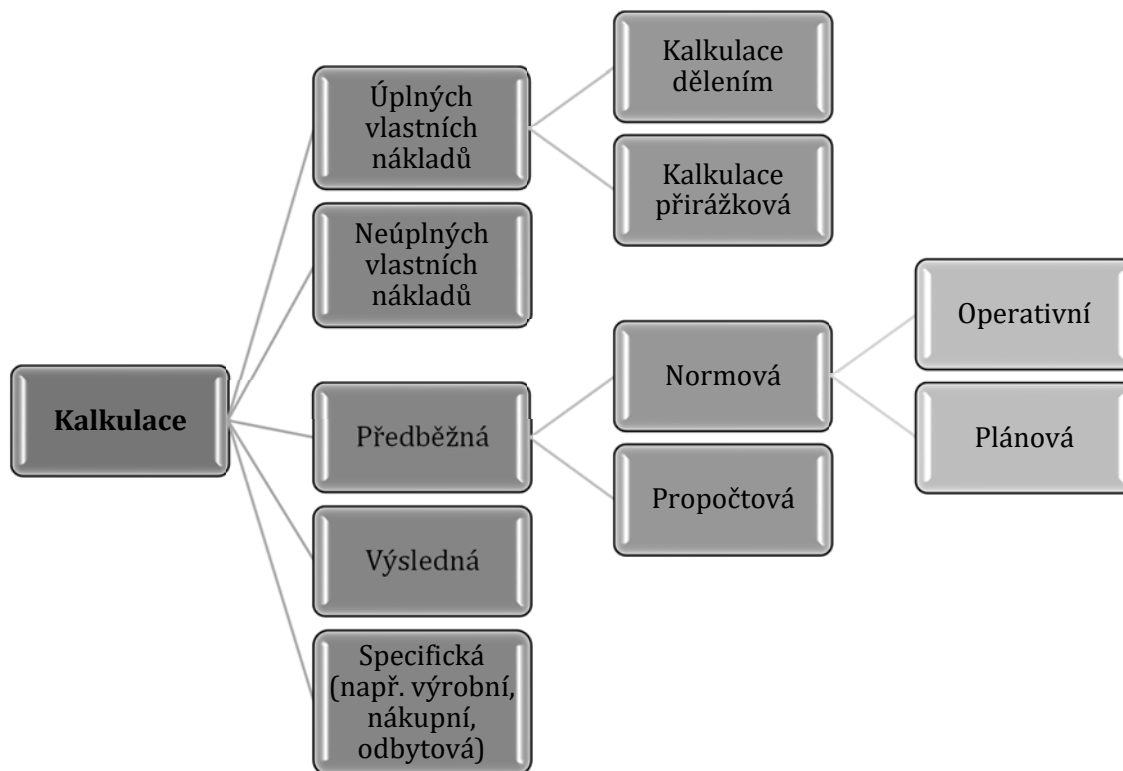 Kalkulace
Úplných
vlastních
nákladů
Kalkulace
dělením
Kalkulace
přirážková
Neúplných
vlastních
nákladů
Předběžná
Normová
Operativní
Plánová
Propočtová
Výsledná
Specifická
(např. výrobní,
nákupní,
odbytová)